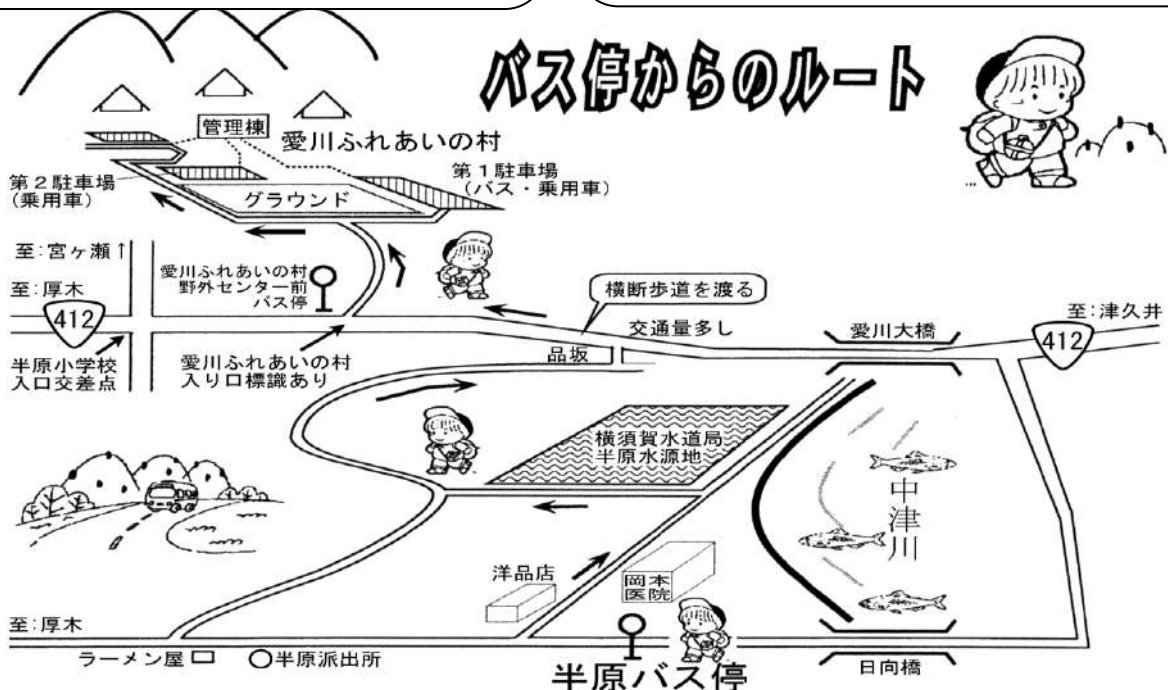 バス停からのルート
管理棟
愛川ふれあいの村
第2駐車場
(乗用車)
グラウンド
第1駐車場
(バス・乗用車)
至:宮ヶ瀬↑
至:厚木
412
愛川ふれあいの村
野外センター前
バス停
横断歩道を渡る
交通量多し
愛川大橋
至:津久井
412
半原小学校
入口交差点
愛川ふれあいの村
入り口標識あり
品坂
横須賀水道局
半原水源地
中津川
洋品店
岡本
医院
至:厚木
ラーメン屋
半原派出所
半原バス停
日向橋